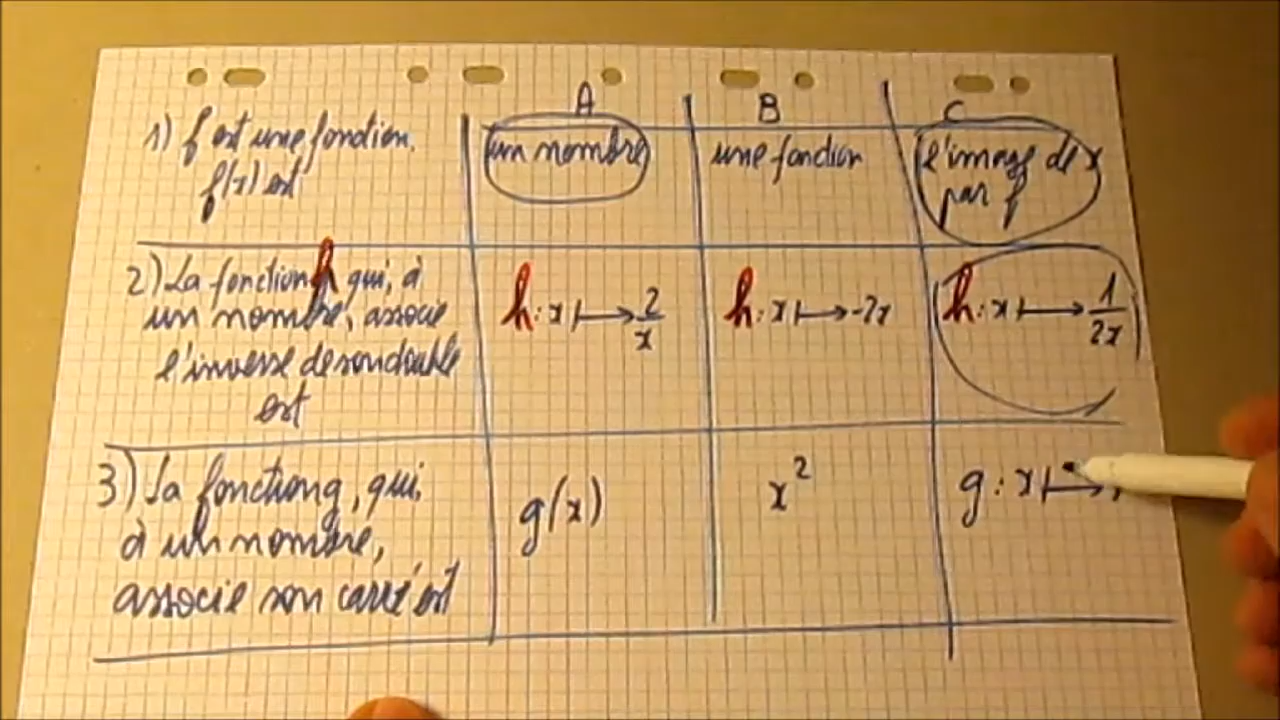 A B C
1) f est une fonction.
f(x) est
un nombre
une fonction
l'image de x
par f
2) La fonction h qui, à
un nombre, associe
l'inverse de son double
est
h : x ⟼ 2/x
h : x ⟼ -2x
h : x ⟼ 1/2x
3) La fonction g, qui,
à un nombre,
associe son carré est
g(x)
x²
g : x ⟼